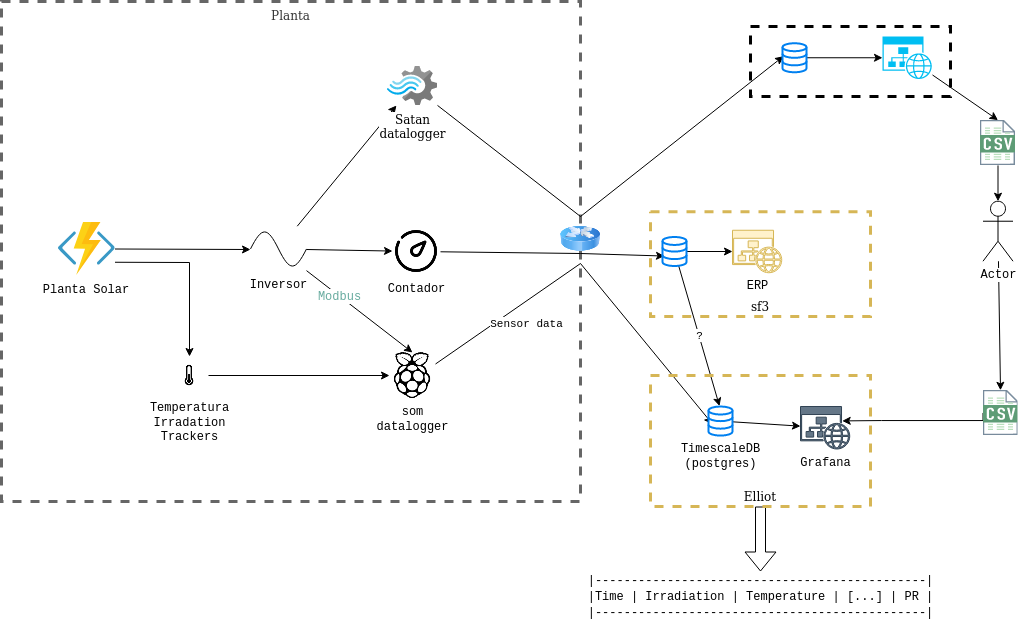 Planta
Satan
datalogger
CSV
Planta Solar
Inversor
Modbus
Contador
ERP
sf3
Actor
Sensor data
?
Temperatura
Irradation
Trackers
som
datalogger
TimescaleDB
(postgres)
Grafana
CSV
Elliot
|------------------------------------------|
|Time | Irradiation | Temperature | [...] | PR |
|------------------------------------------|